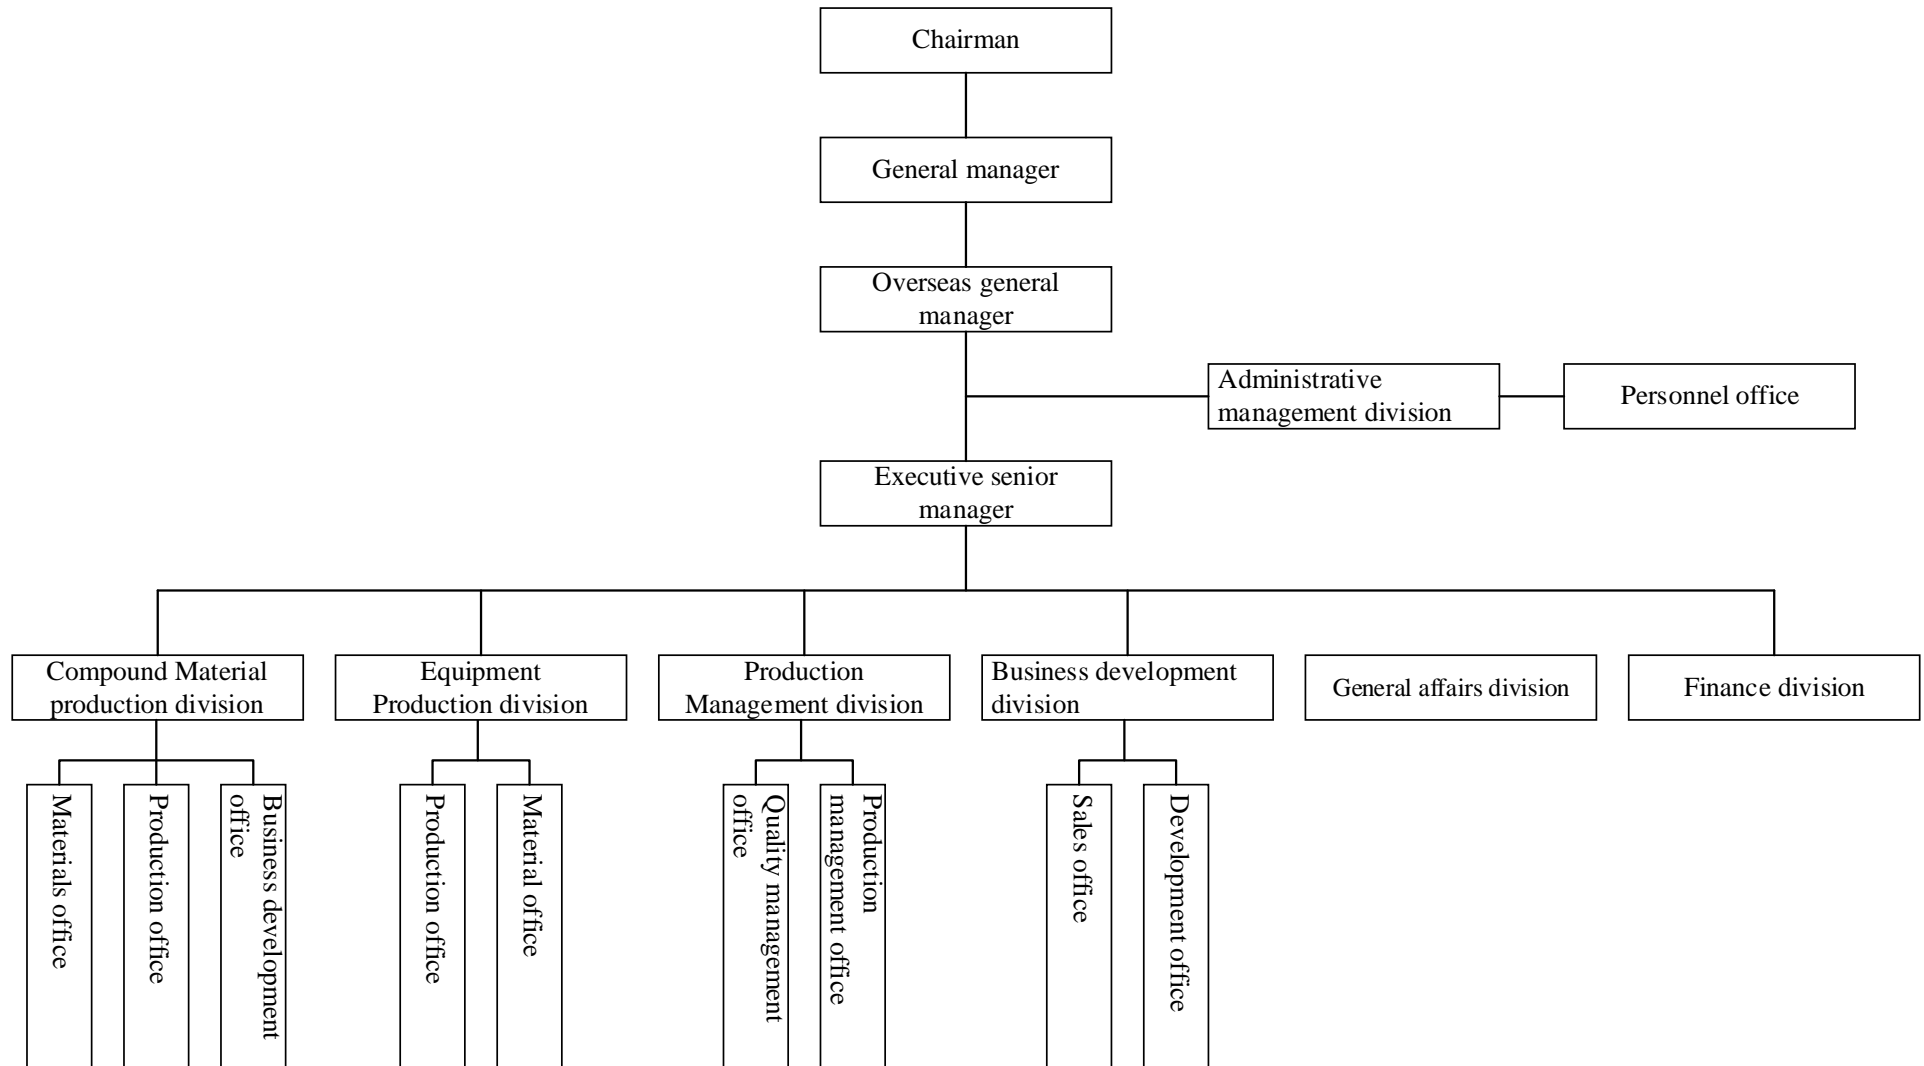 Chairman
General manager
Overseas general
manager
Administrative
management division
Personnel office
Executive senior
manager
Compound Material
production division
Equipment
Production division
Production
Management division
Business development
division
General affairs division
Finance division
Materials office
Production office
Business development
office
Production office
Material office
Quality management
office
Production
management office
Sales office
Development office